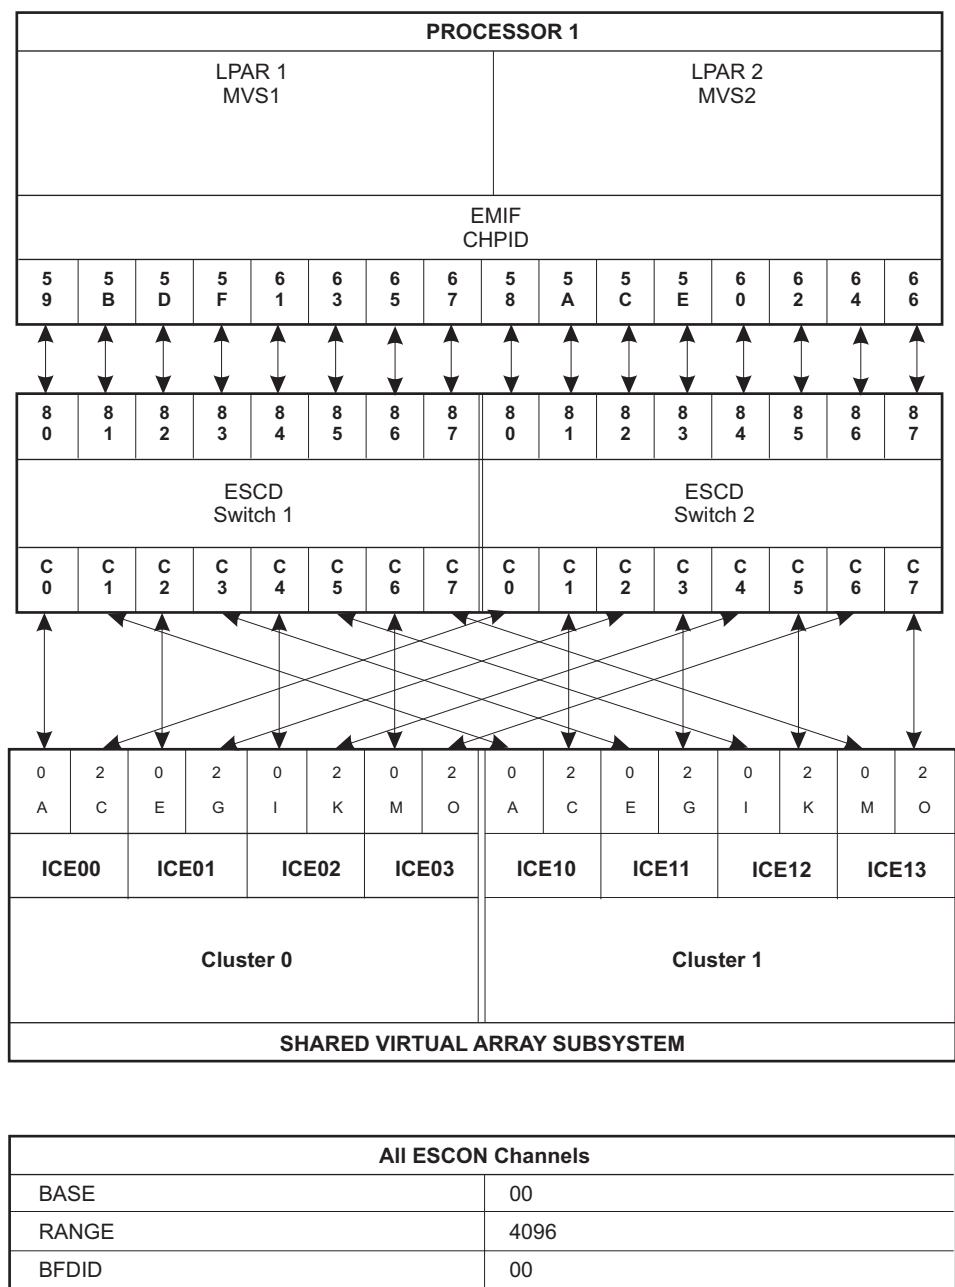 PROCESSOR 1
LPAR 1 LPAR 2
MVS1 MVS2
EMIF
CHPID
5 5 5 5 6 6 6 6 5 5 5 5 6 6 6 6
9 B D F 1 3 5 7 8 A C E 0 2 4 6
8 8 8 8 8 8 8 8 8 8 8 8 8 8 8 8
0 1 2 3 4 5 6 7 0 1 2 3 4 5 6 7
ESCD ESCD
Switch 1 Switch 2
C C C C C C C C C C C C C C C C
0 1 2 3 4 5 6 7 0 1 2 3 4 5 6 7
0 2 0 2 0 2 0 2 0 2 0 2 0 2 0 2
A C E G I K M O A C E G I K M O
ICE00 ICE01 ICE02 ICE03 ICE10 ICE11 ICE12 ICE13
Cluster 0 Cluster 1
SHARED VIRTUAL ARRAY SUBSYSTEM
All ESCON Channels
BASE 00
RANGE 4096
BFDID 00